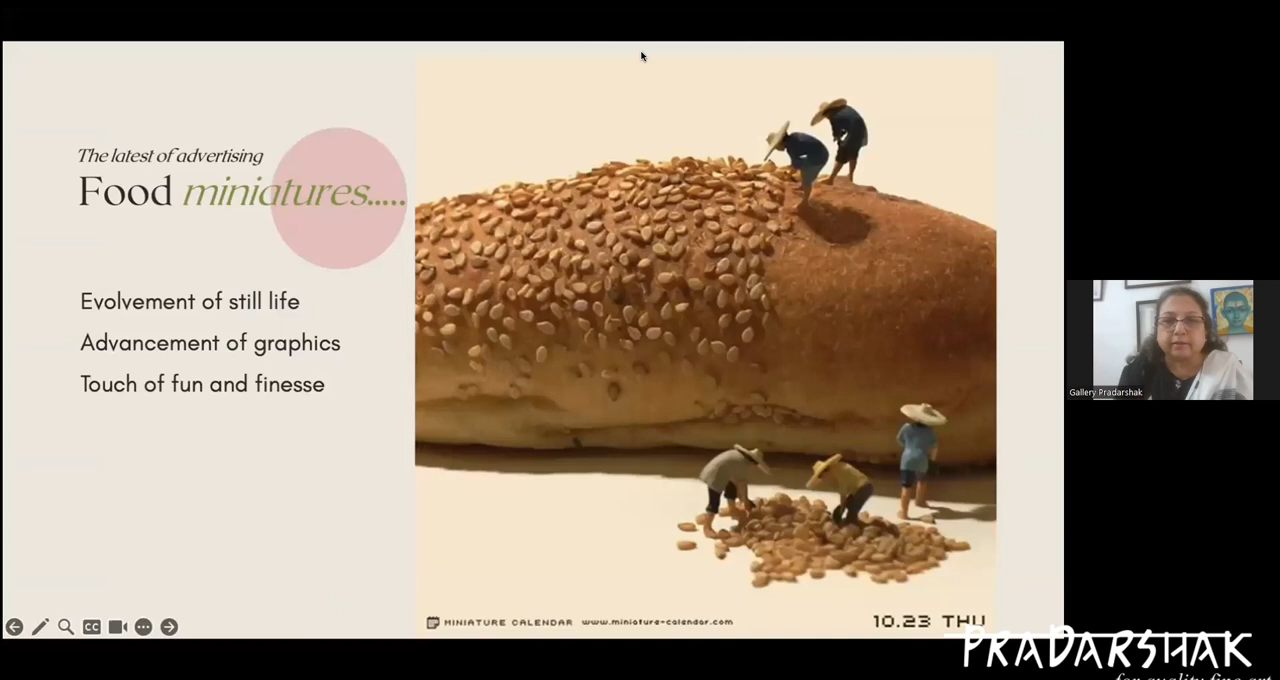 The latest of advertising
Food miniatures.....
Evolvement of still life
Advancement of graphics
Touch of fun and finesse
MINIATURE CALENDAR www.miniature-calendar.com
10.23 THU
Gallery Pradarshak
CC
PRADARSHAK
for quality fine art